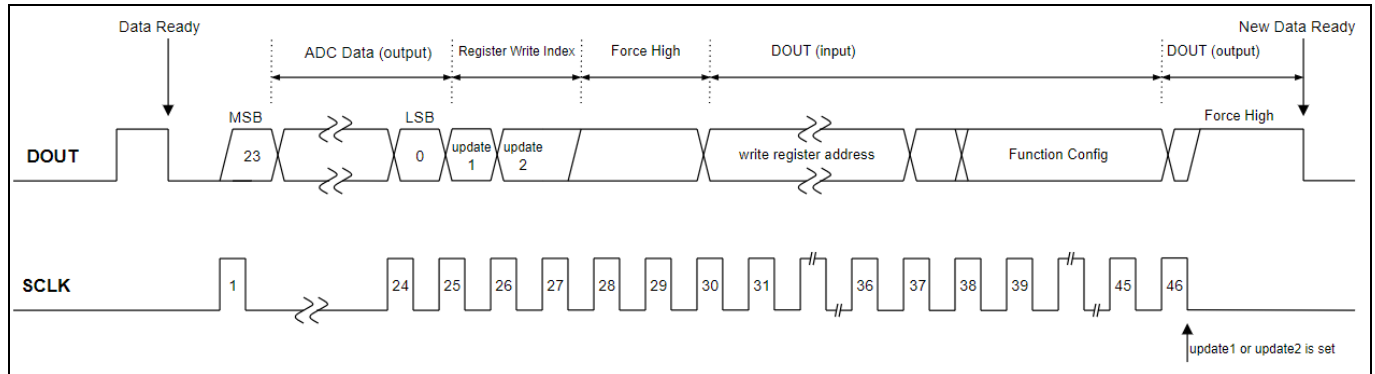 Data Ready
New Data Ready
ADC Data (output)
Register Write Index
Force High
DOUT (input)
DOUT (output)
MSB
LSB
Force High
DOUT
23
0
update
1
update
2
write register address
Function Config
SCLK
1
24
25
26
27
28
29
30
31
36
37
38
39
45
46
update1 or update2 is set